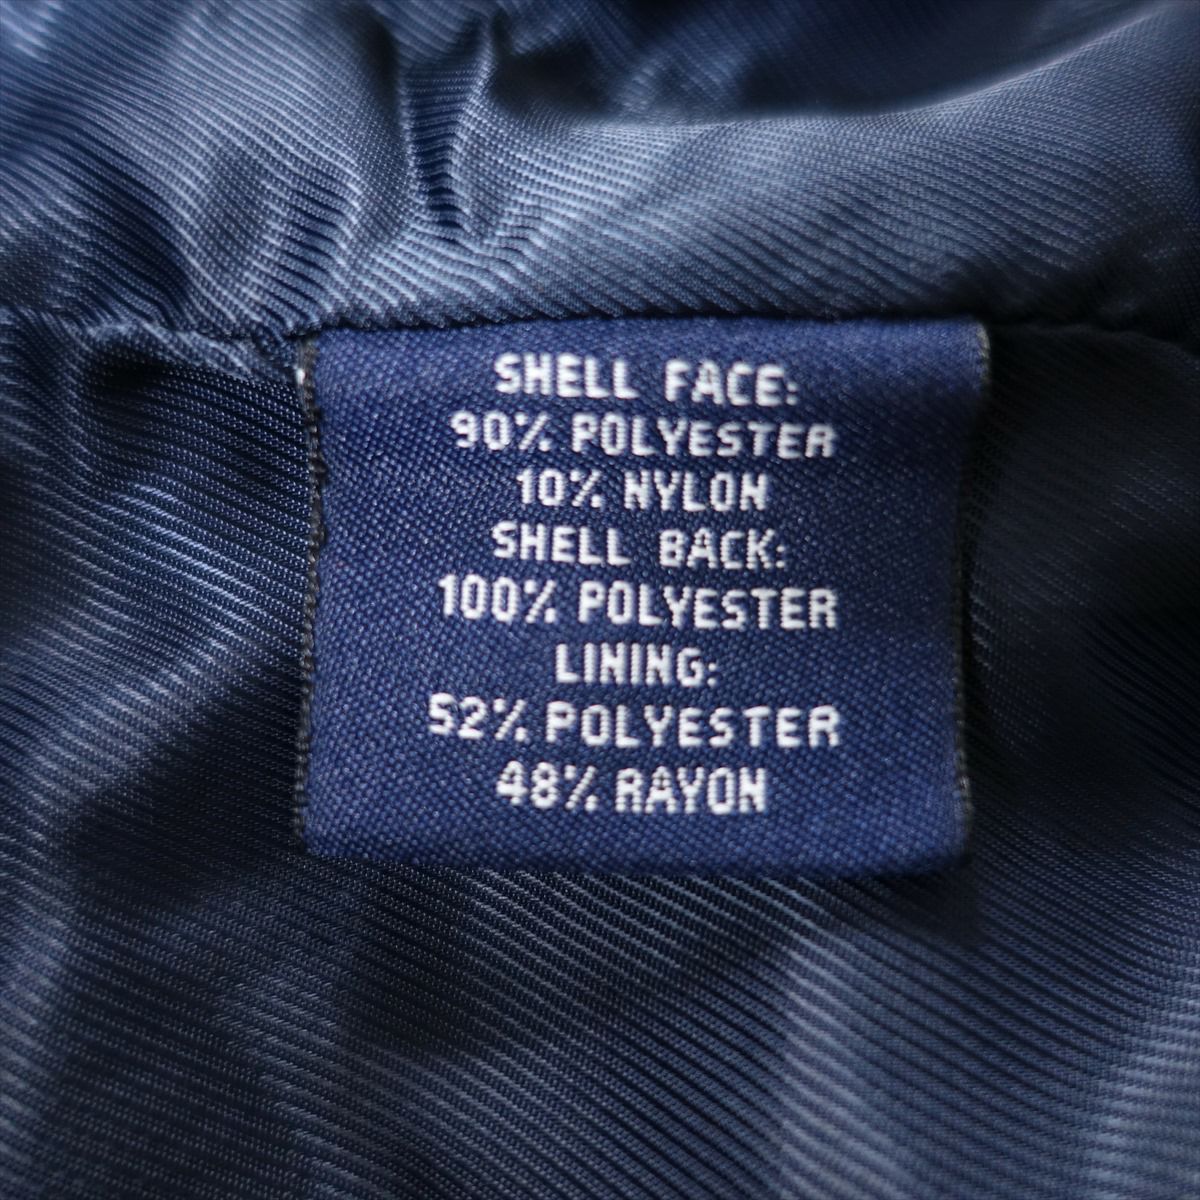 SHELL FACE:
90% POLYESTER
10% NYLON
SHELL BACK:
100% POLYESTER
LINING:
52% POLYESTER
48% RAYON